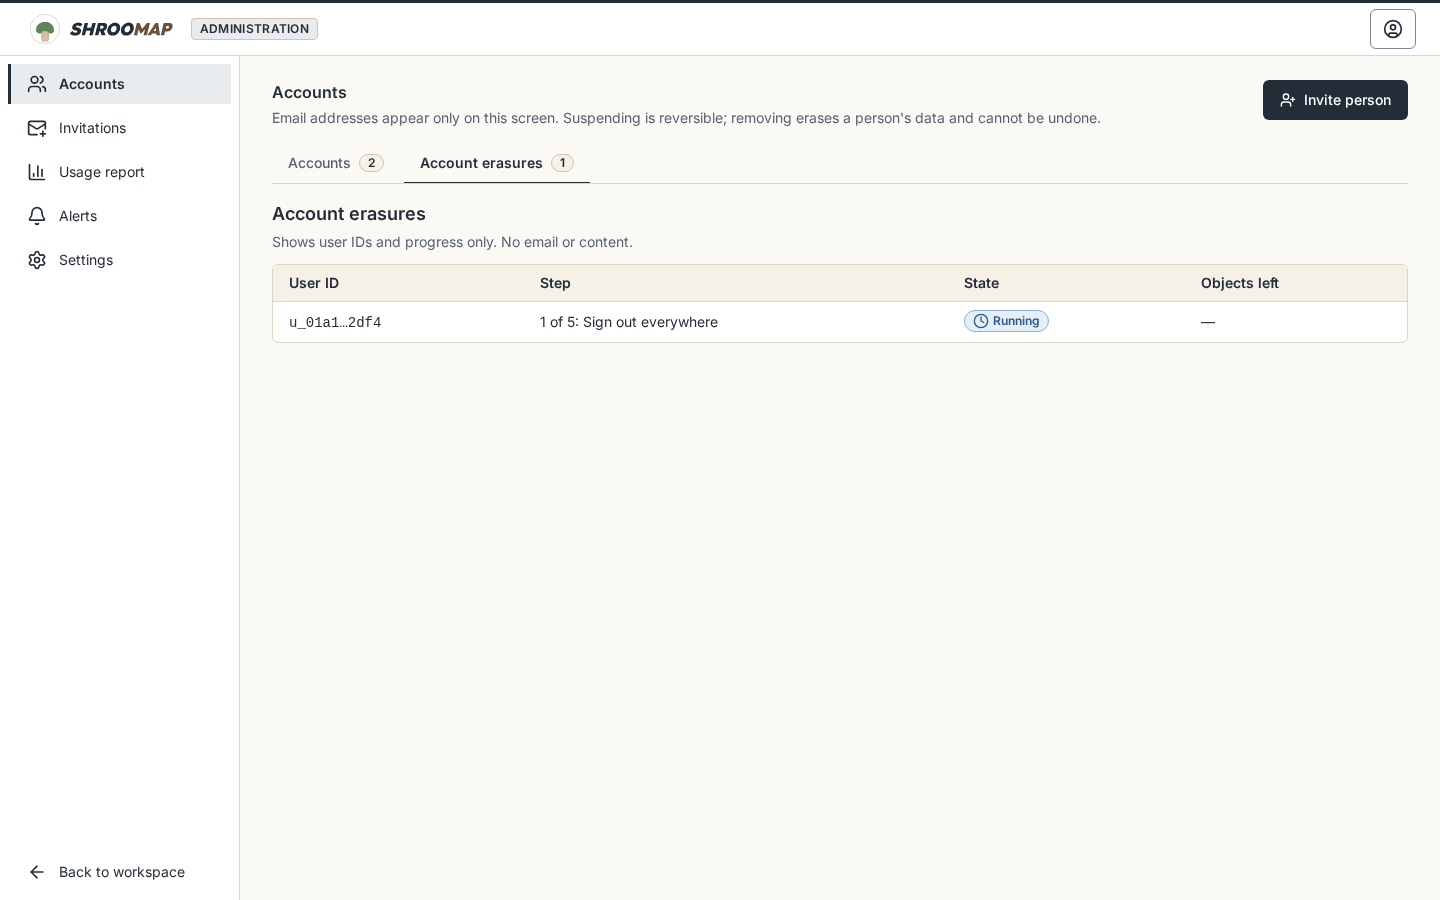 SHROOMAP
ADMINISTRATION
Accounts
Invitations
Usage report
Alerts
Settings
Back to workspace
Accounts
Email addresses appear only on this screen. Suspending is reversible; removing erases a person's data and cannot be undone.
Invite person
Accounts 2
Account erasures 1
Account erasures
Shows user IDs and progress only. No email or content.
User ID Step State Objects left
u_01a1…2df4 1 of 5: Sign out everywhere Running —